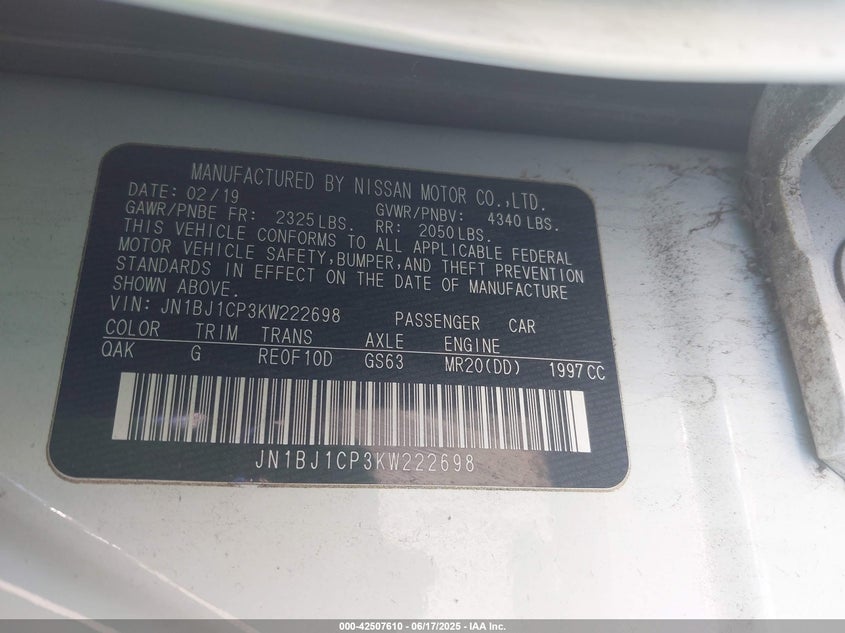 MANUFACTURED BY NISSAN MOTOR CO.,LTD.
DATE: 02/19 GVWR/PNBV: 4340 LBS.
GAWR/PNBE FR: 2325 LBS. RR: 2050 LBS.
THIS VEHICLE CONFORMS TO ALL APPLICABLE FEDERAL
MOTOR VEHICLE SAFETY, BUMPER, AND THEFT PREVENTION
STANDARDS IN EFFECT ON THE DATE OF MANUFACTURE
SHOWN ABOVE.
VIN: JN1BJ1CP3KW222698 PASSENGER CAR
COLOR TRIM TRANS AXLE ENGINE
QAK G RE0F10D GS63 MR20(DD) 1997 CC
JN1BJ1CP3KW222698
000-42507610 - 06/17/2025 - IAA Inc.